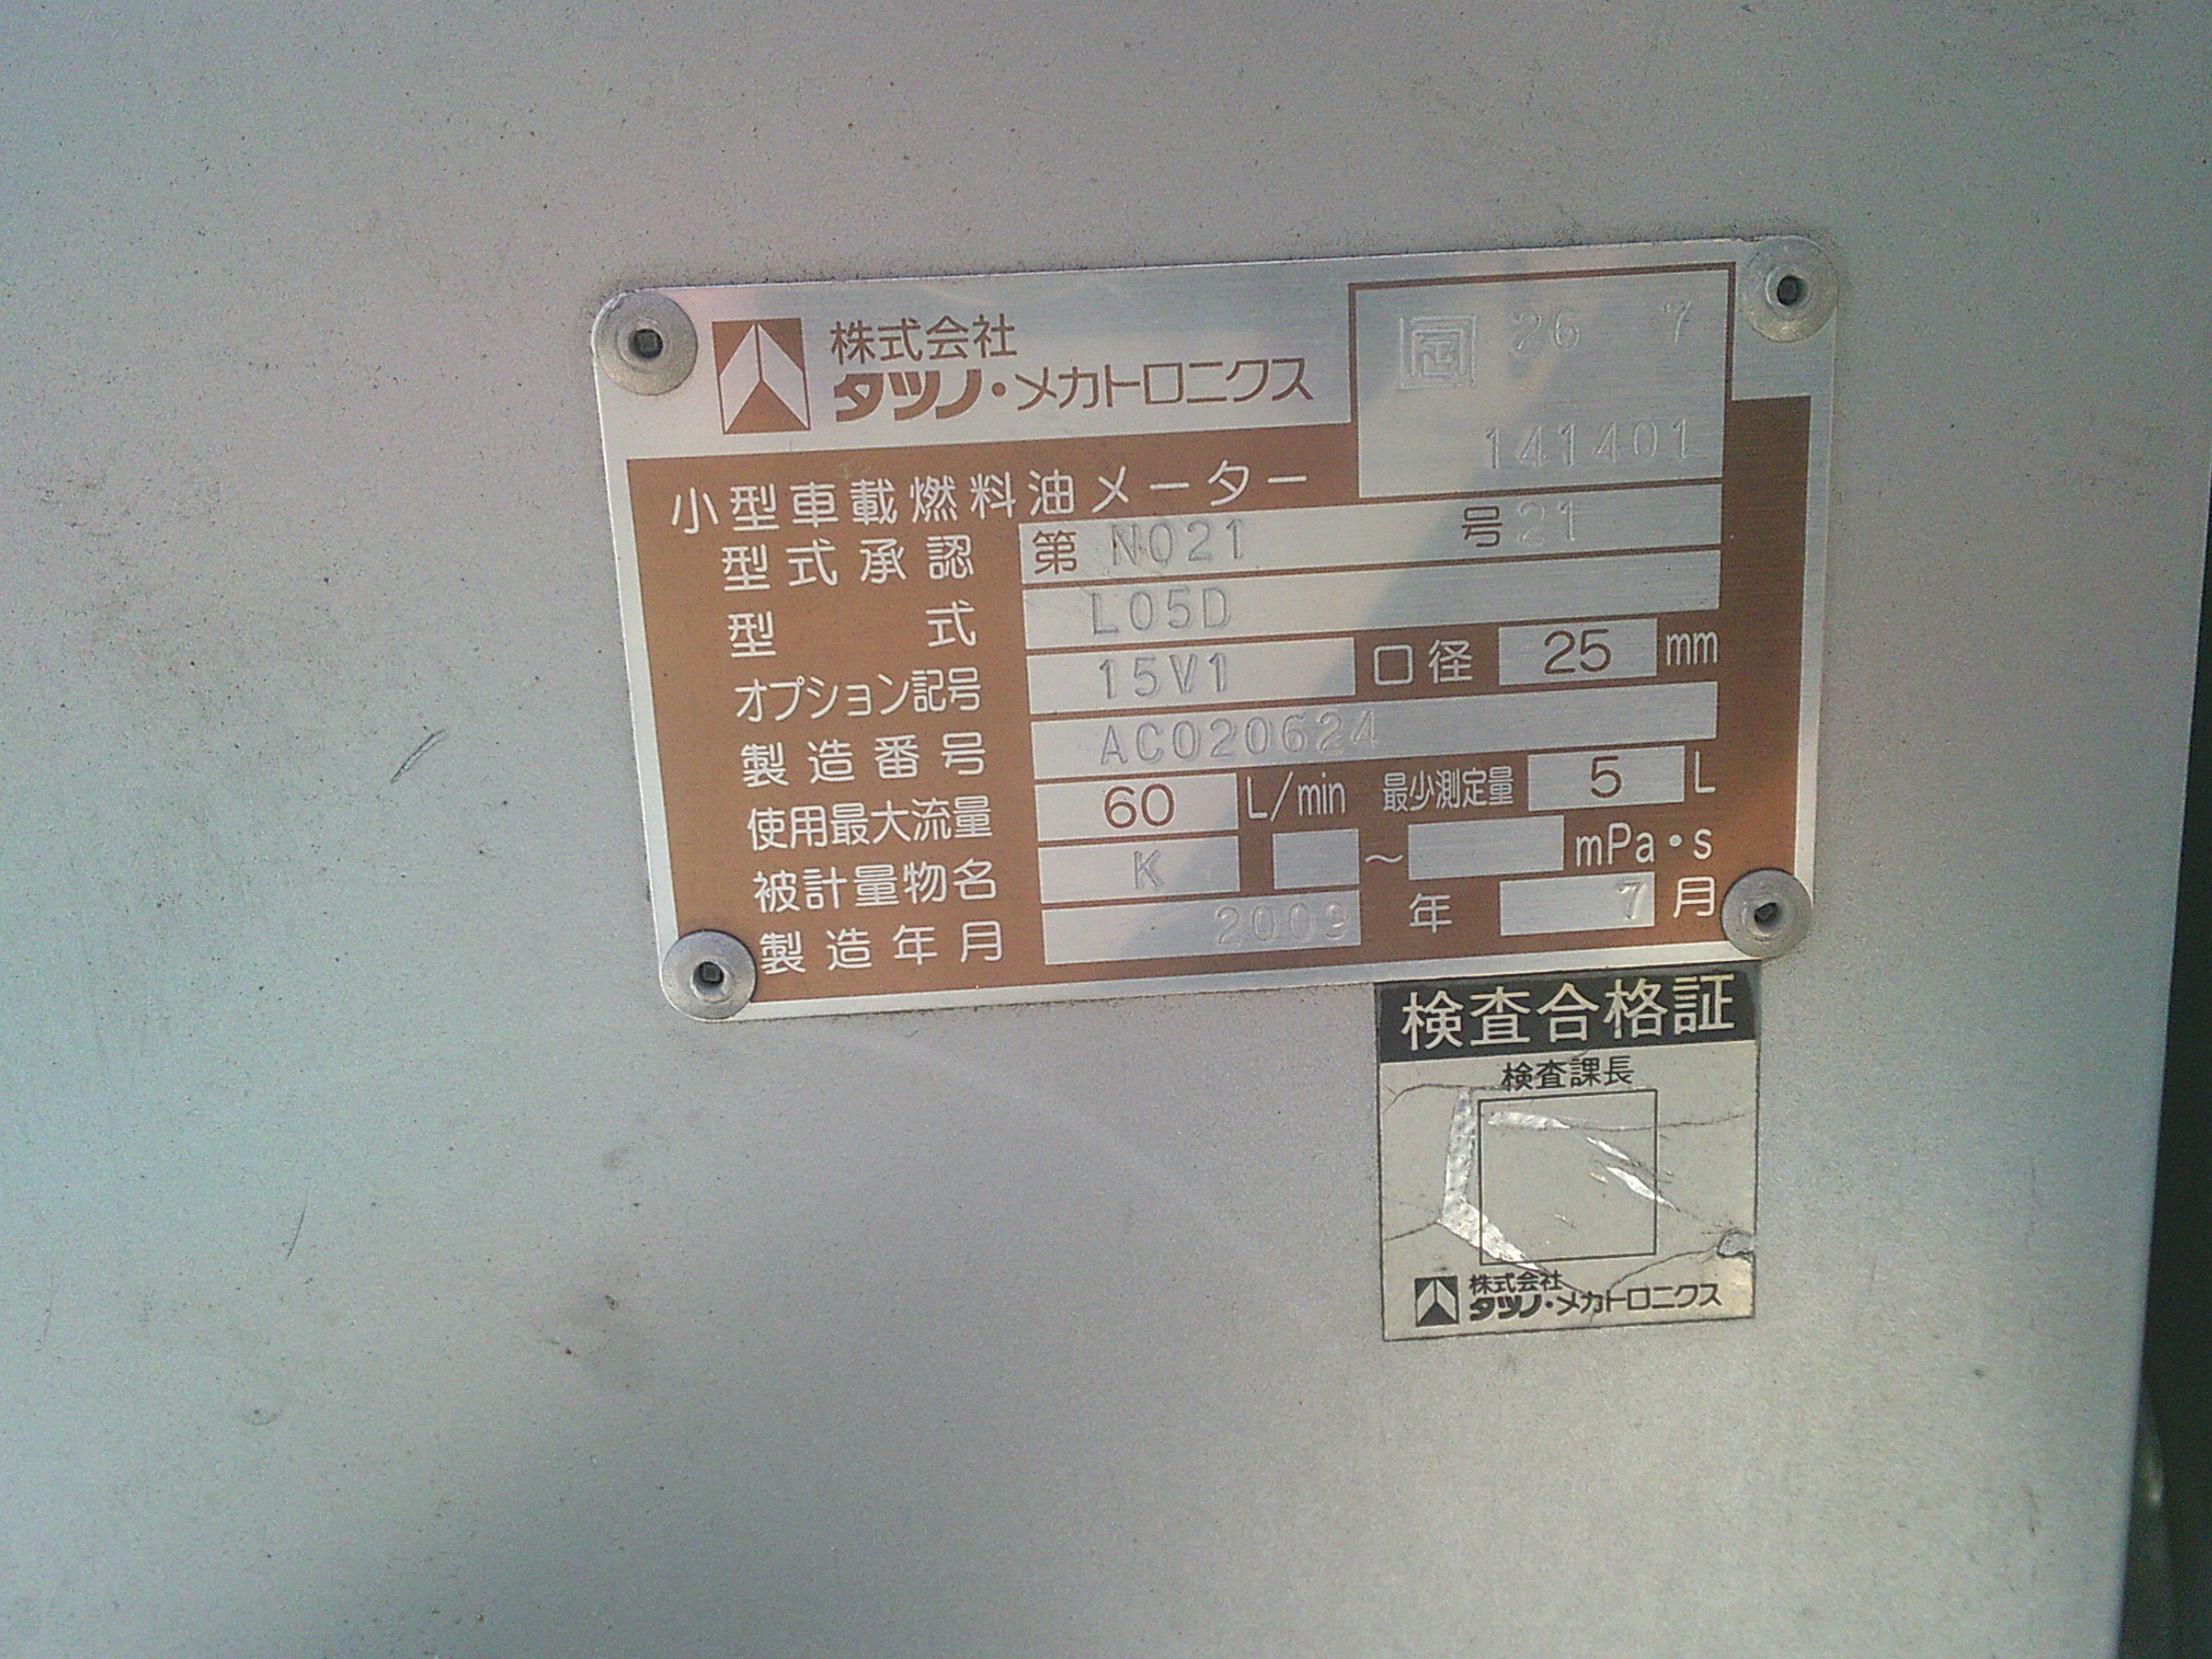 株式会社
タツノ・メカトロニクス
26 7
141401
小型車載燃料油メーター
型式承認 第 N021 号 21
型式 L05D
オプション記号 15V1 口径 25 mm
製造番号 AC020624
使用最大流量 60 L/min 最少測定量 5 L
被計量物名 K ～ mPa・s
製造年月 2009 年 7 月
検査合格証
検査課長
株式会社
タツノ・メカトロニクス